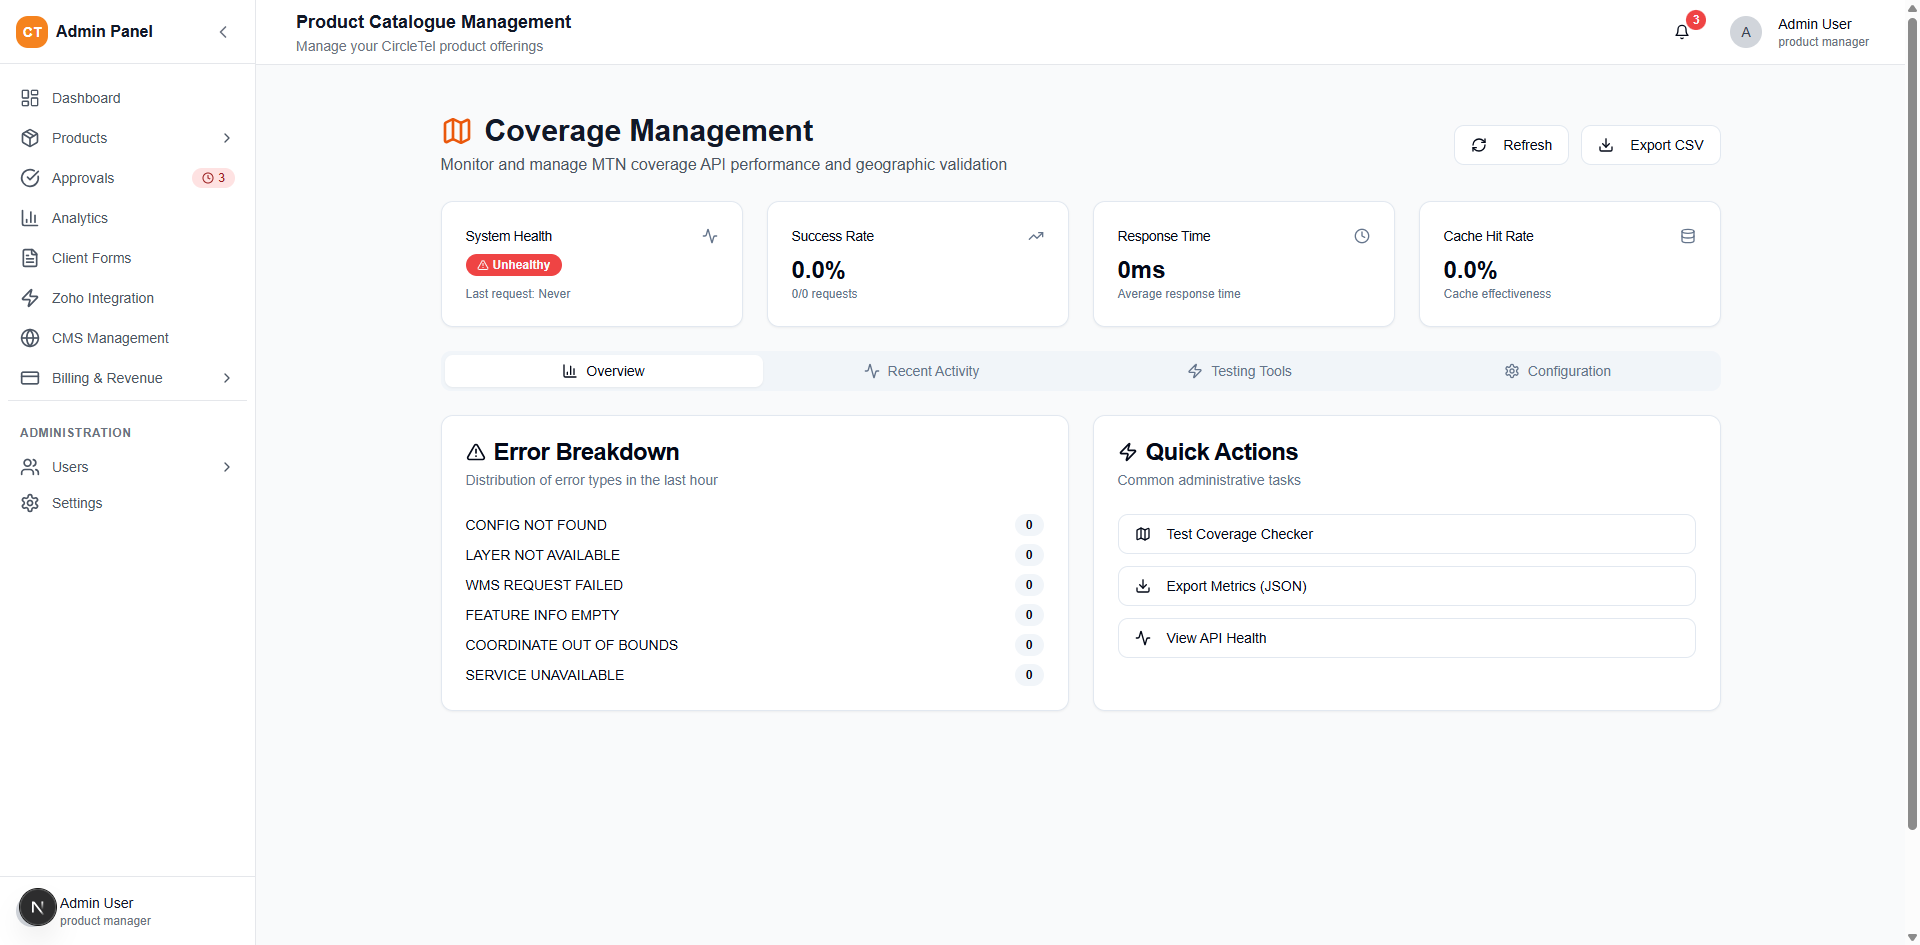 CT Admin Panel
Dashboard
Products
Approvals 3
Analytics
Client Forms
Zoho Integration
CMS Management
Billing & Revenue
ADMINISTRATION
Users
Settings
N Admin User
product manager
Product Catalogue Management
Manage your CircleTel product offerings
3
A
Admin User
product manager
Coverage Management
Monitor and manage MTN coverage API performance and geographic validation
Refresh
Export CSV
System Health
Unhealthy
Last request: Never
Success Rate
0.0%
0/0 requests
Response Time
0ms
Average response time
Cache Hit Rate
0.0%
Cache effectiveness
Overview
Recent Activity
Testing Tools
Configuration
Error Breakdown
Distribution of error types in the last hour
CONFIG NOT FOUND 0
LAYER NOT AVAILABLE 0
WMS REQUEST FAILED 0
FEATURE INFO EMPTY 0
COORDINATE OUT OF BOUNDS 0
SERVICE UNAVAILABLE 0
Quick Actions
Common administrative tasks
Test Coverage Checker
Export Metrics (JSON)
View API Health